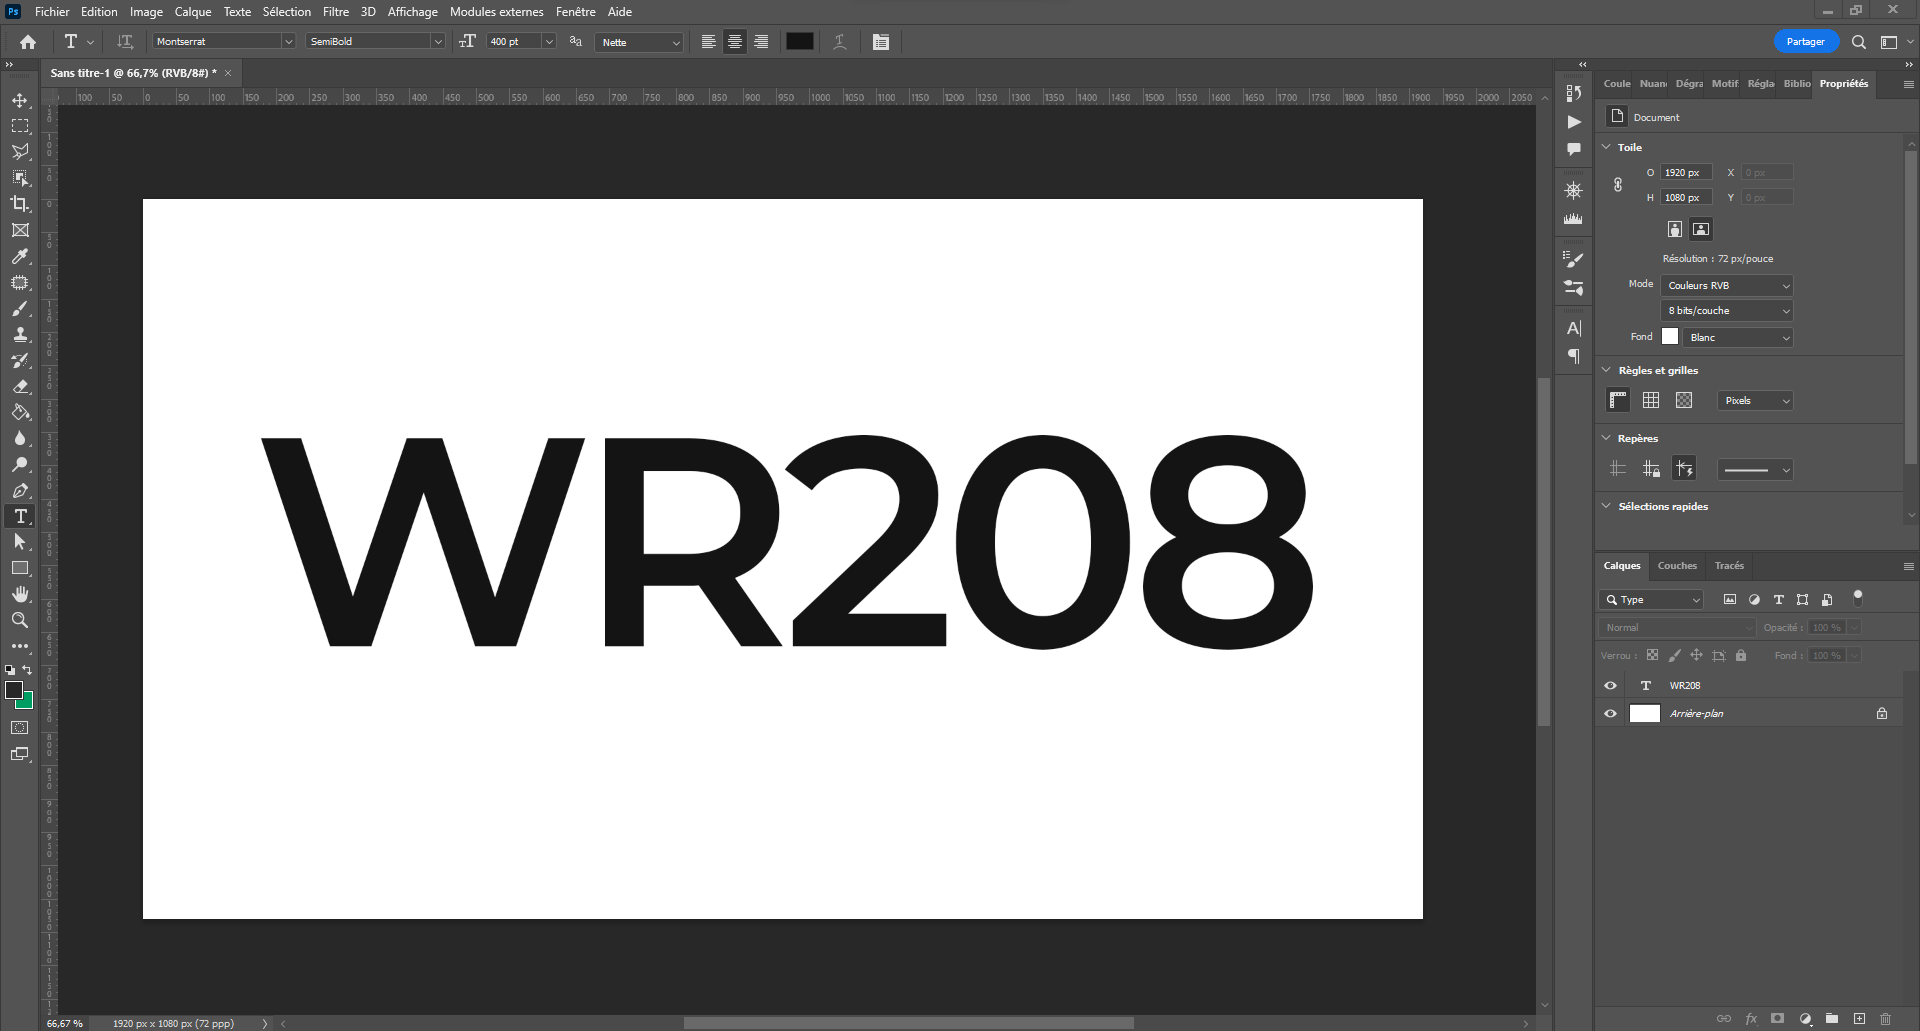 Ps Fichier Edition Image Calque Texte Sélection Filtre 3D Affichage Modules externes Fenêtre Aide
Montserrat SemiBold 400 pt aa Nette Partager
Sans titre-1 @ 66,7% (RVB/8#) * ×
100 50 0 50 100 150 200 250 300 350 400 450 500 550 600 650 700 750 800 850 900 950 1000 1050 1100 1150 1200 1250 1300 1350 1400 1450 1500 1550 1600 1650 1700 1750 1800 1850 1900 1950 2000 2050
Coule Nuan Dégra Motif Régla Biblio Propriétés
Document
Toile
O 1920 px X 0 px
H 1080 px Y 0 px
Résolution : 72 px/pouce
Mode Couleurs RVB
8 bits/couche
Fond Blanc
Règles et grilles
Pixels
Repères
Sélections rapides
WR208
Calques Couches Tracés
Type
Normal Opacité : 100 %
Verrou : Fond : 100 %
WR208
Arrière-plan
66,67 % 1920 px x 1080 px (72 ppp)